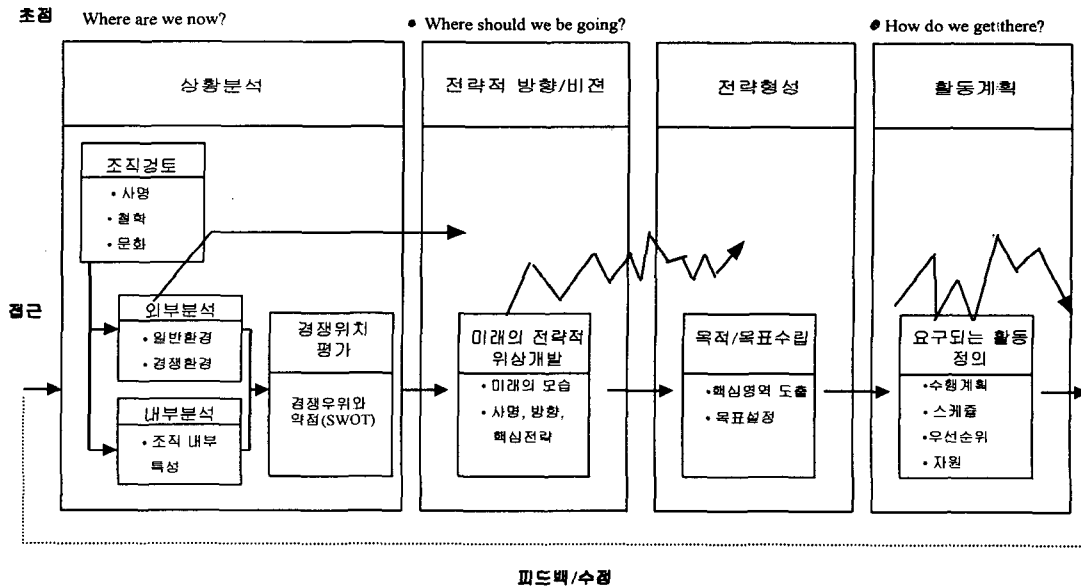 초점 Where are we now? • Where should we be going? • How do we get there?
상황분석
전략적 방향/비젼
전략형성
활동계획
조직검토
• 사명
• 철학
• 문화
접근
외부분석
• 일반환경
• 경쟁환경
내부분석
• 조직 내부
특성
경쟁위치
평가
경쟁우위와
약점(SWOT)
미래의 전략적
위상개발
• 미래의 모습
• 사명, 방향,
핵심전략
목적/목표수립
• 핵심영역 도출
• 목표설정
요구되는 활동
정의
• 수행계획
• 스케쥴
• 우선순위
• 자원
피드백/수정